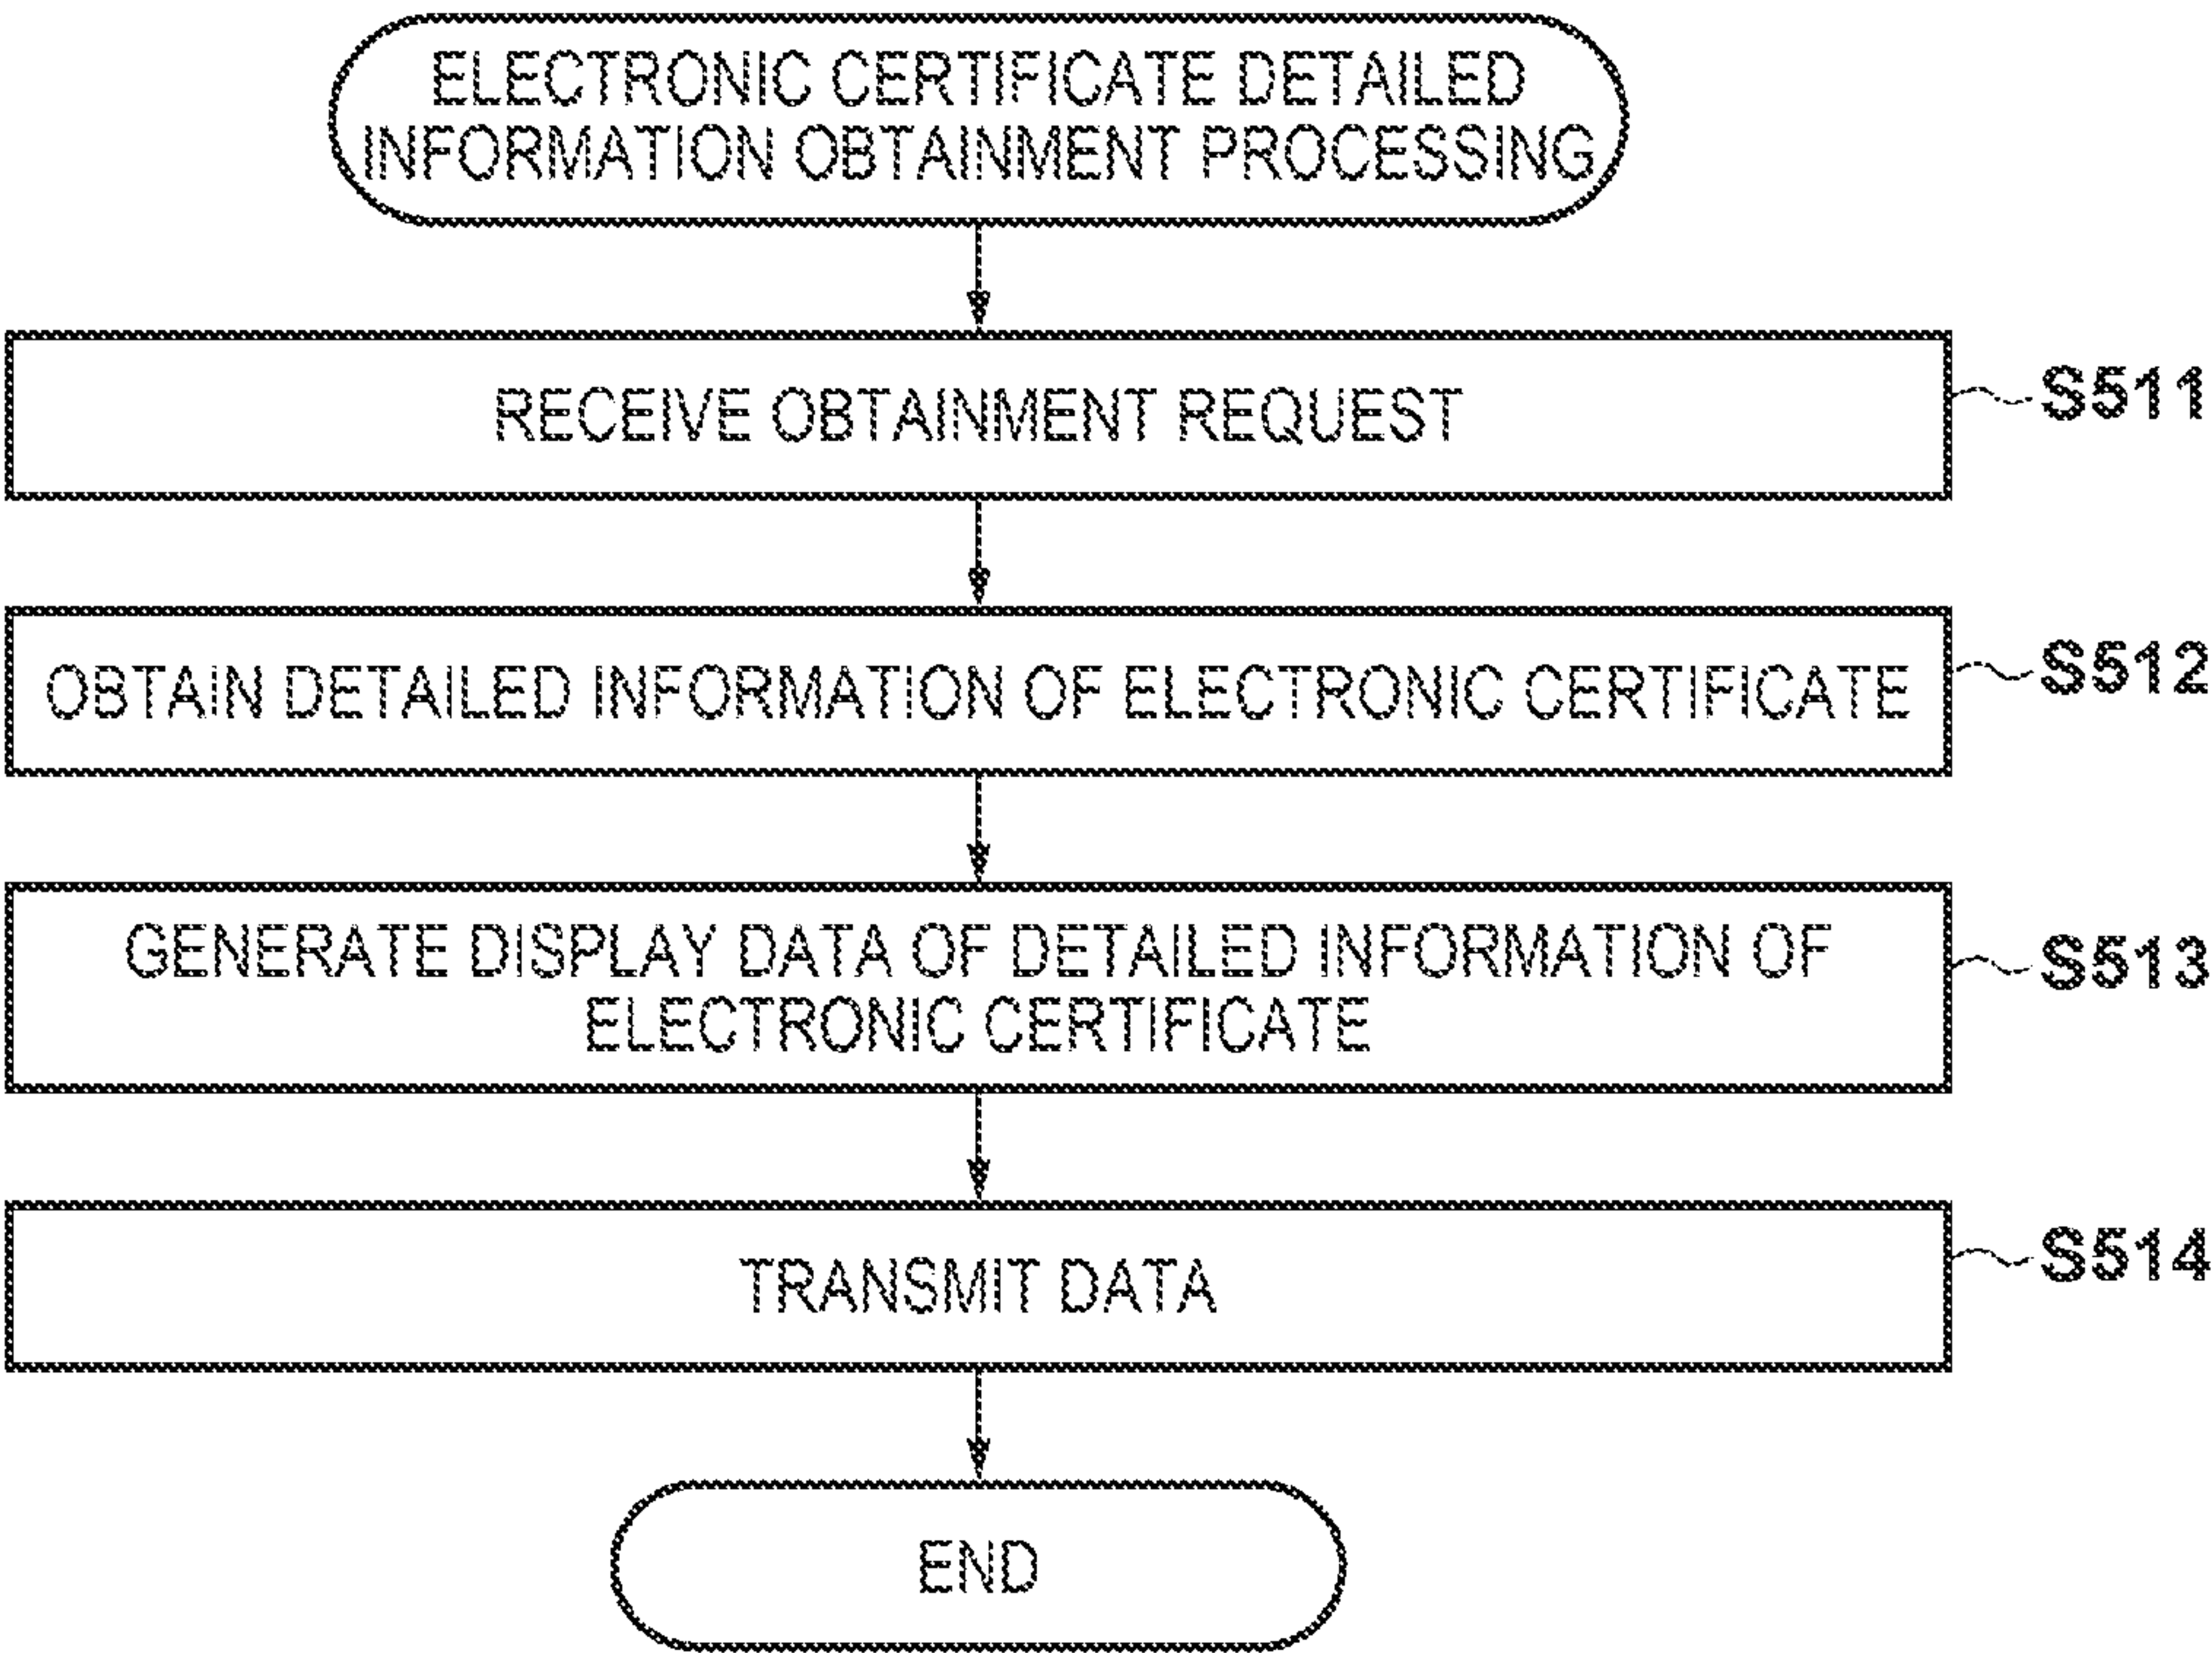 ELECTRONIC CERTIFICATE DETAILED
INFORMATION OBTAINMENT PROCESSING
RECEIVE OBTAINMENT REQUEST
S511
OBTAIN DETAILED INFORMATION OF ELECTRONIC CERTIFICATE
S512
GENERATE DISPLAY DATA OF DETAILED INFORMATION OF
ELECTRONIC CERTIFICATE
S513
TRANSMIT DATA
S514
END